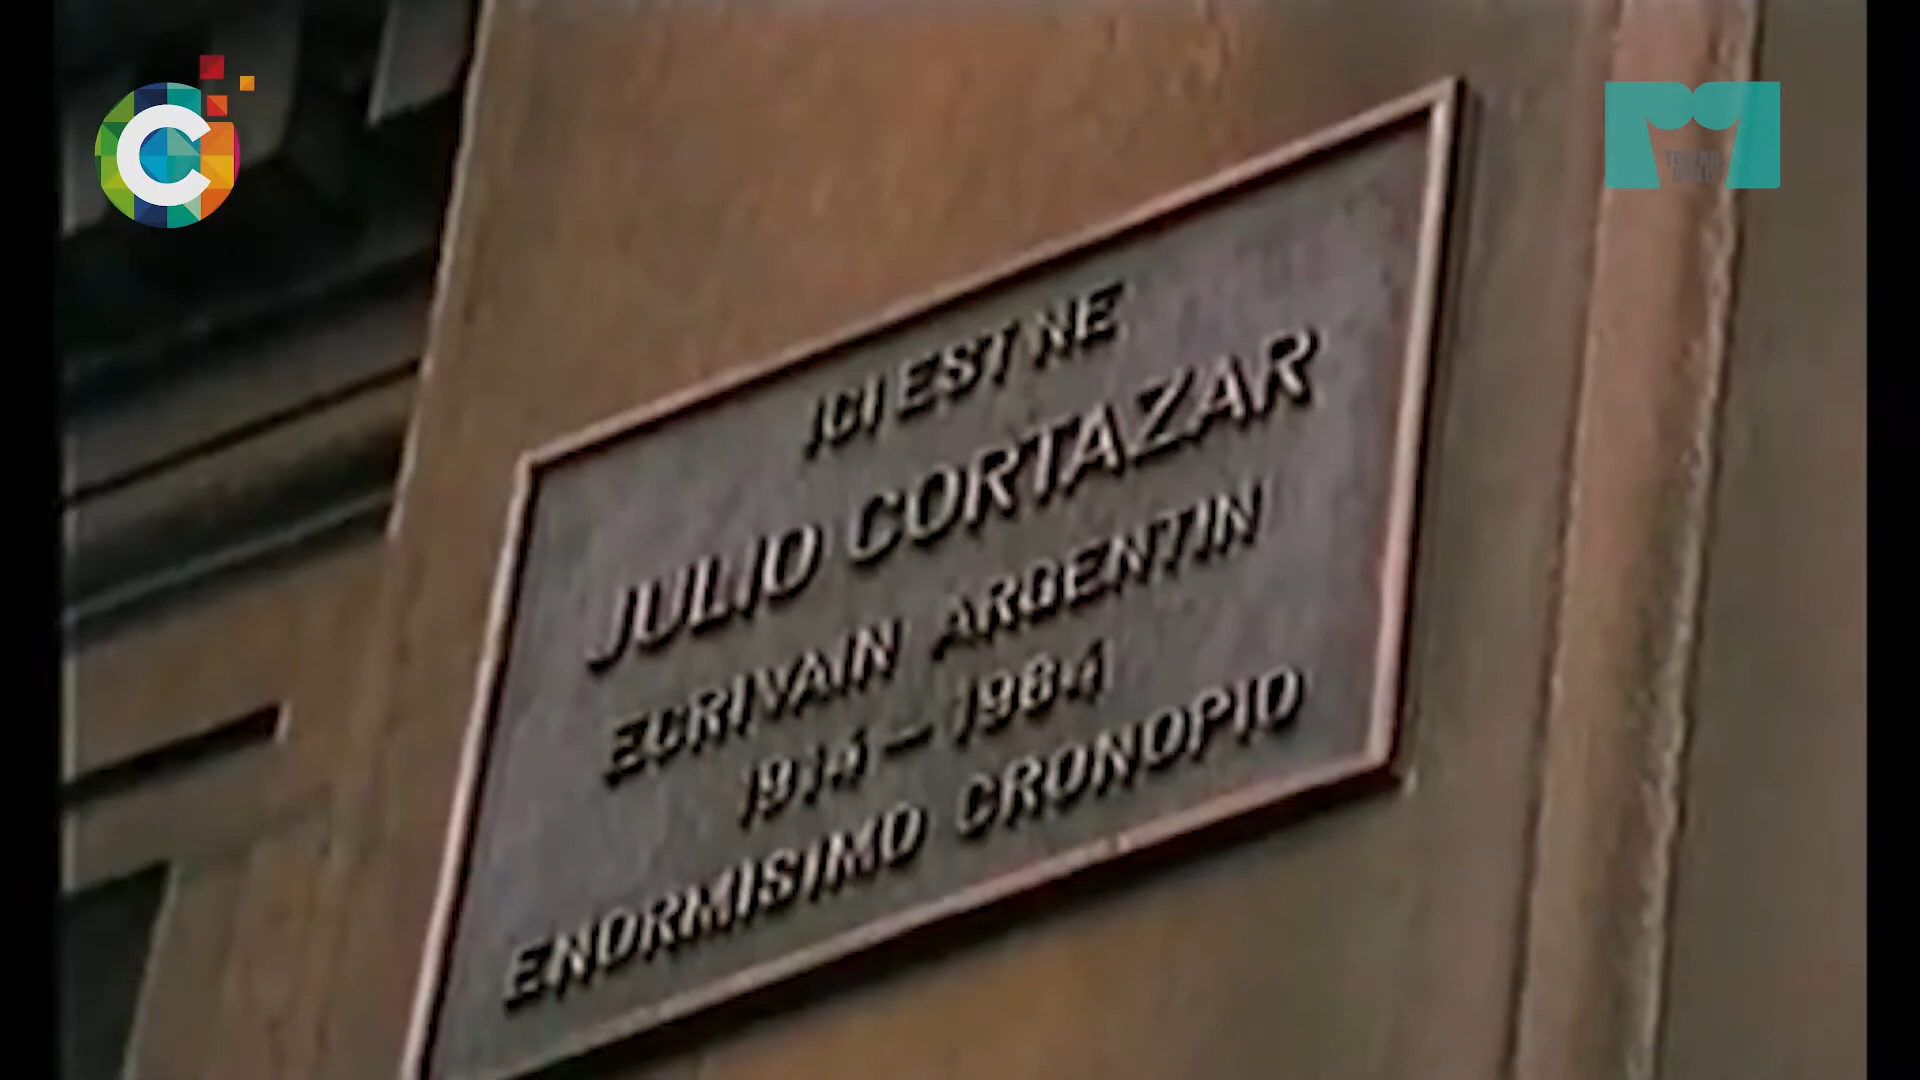 ICI EST NE
JULIO CORTAZAR
ECRIVAIN ARGENTIN
1914 – 1984
ENORMISIMO CRONOPIO
C